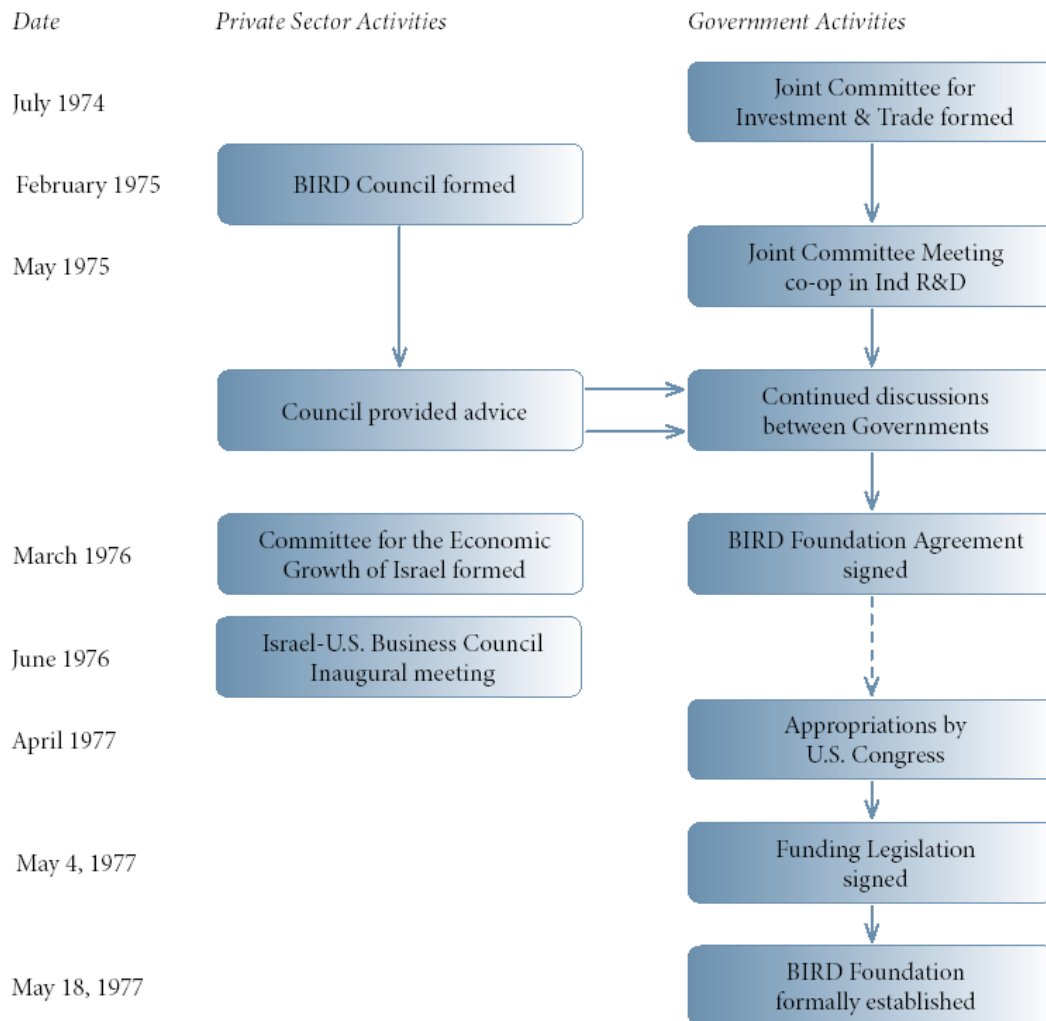 Date
Private Sector Activities
Government Activities
July 1974
Joint Committee for
Investment & Trade formed
February 1975
BIRD Council formed
May 1975
Joint Committee Meeting
co-op in Ind R&D
Council provided advice
Continued discussions
between Governments
March 1976
Committee for the Economic
Growth of Israel formed
BIRD Foundation Agreement
signed
June 1976
Israel-U.S. Business Council
Inaugural meeting
April 1977
Appropriations by
U.S. Congress
May 4, 1977
Funding Legislation
signed
May 18, 1977
BIRD Foundation
formally established